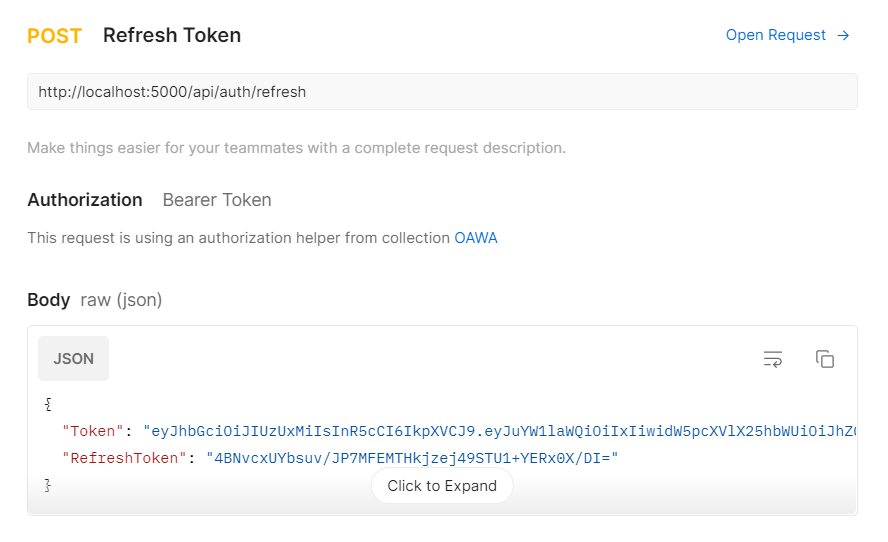 POST Refresh Token Open Request →
http://localhost:5000/api/auth/refresh
Make things easier for your teammates with a complete request description.
Authorization Bearer Token
This request is using an authorization helper from collection OAWA
Body raw (json)
JSON
{
"Token": "eyJhbGciOiJIUzUxMiIsInR5cCI6IkpXVCJ9.eyJuYW1laWQiOiIxIiwidW5pcXVlX25hbWUiOiJhZG
"RefreshToken": "4BNvcxUYbsuv/JP7MFEMTHkjzej49STU1+YERx0X/DI="
}
Click to Expand